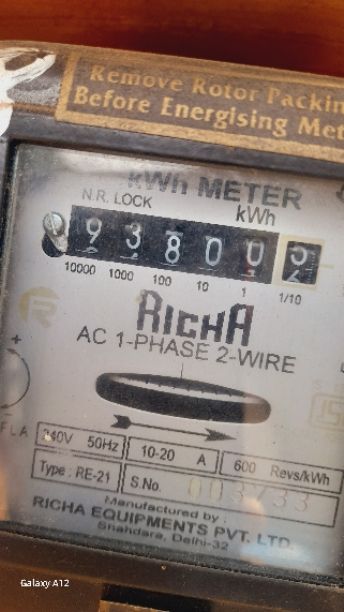 Remove Rotor Packin
Before Energising Met
kWh METER
N.R. LOCK
kWh
9 3 8 0 0
10000 1000 100 10 1 1/10
RICHA
AC 1-PHASE 2-WIRE
FLA
240V 50Hz 10-20 A 600 Revs/kWh
Type : RE-21 S.No.
Manufactured by :
RICHA EQUIPMENTS PVT. LTD.
Shahdara, Delhi-32
Galaxy A12